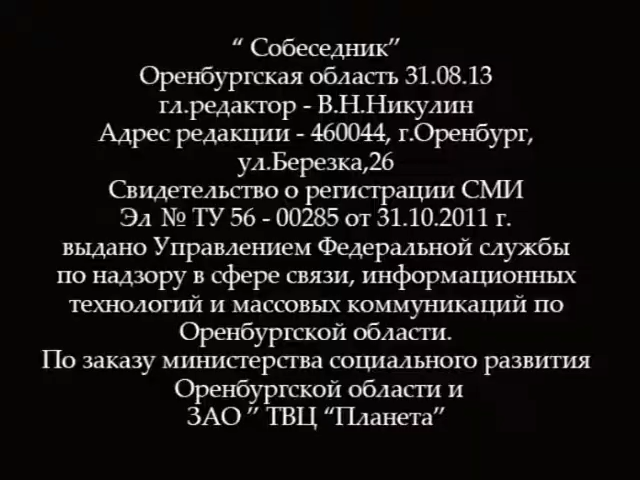 “ Собеседник”
Оренбургская область 31.08.13
гл.редактор - В.Н.Никулин
Адрес редакции - 460044, г.Оренбург,
ул.Березка,26
Свидетельство о регистрации СМИ
Эл № ТУ 56 - 00285 от 31.10.2011 г.
выдано Управлением Федеральной службы
по надзору в сфере связи, информационных
технологий и массовых коммуникаций по
Оренбургской области.
По заказу министерства социального развития
Оренбургской области и
ЗАО ” ТВЦ “Планета”